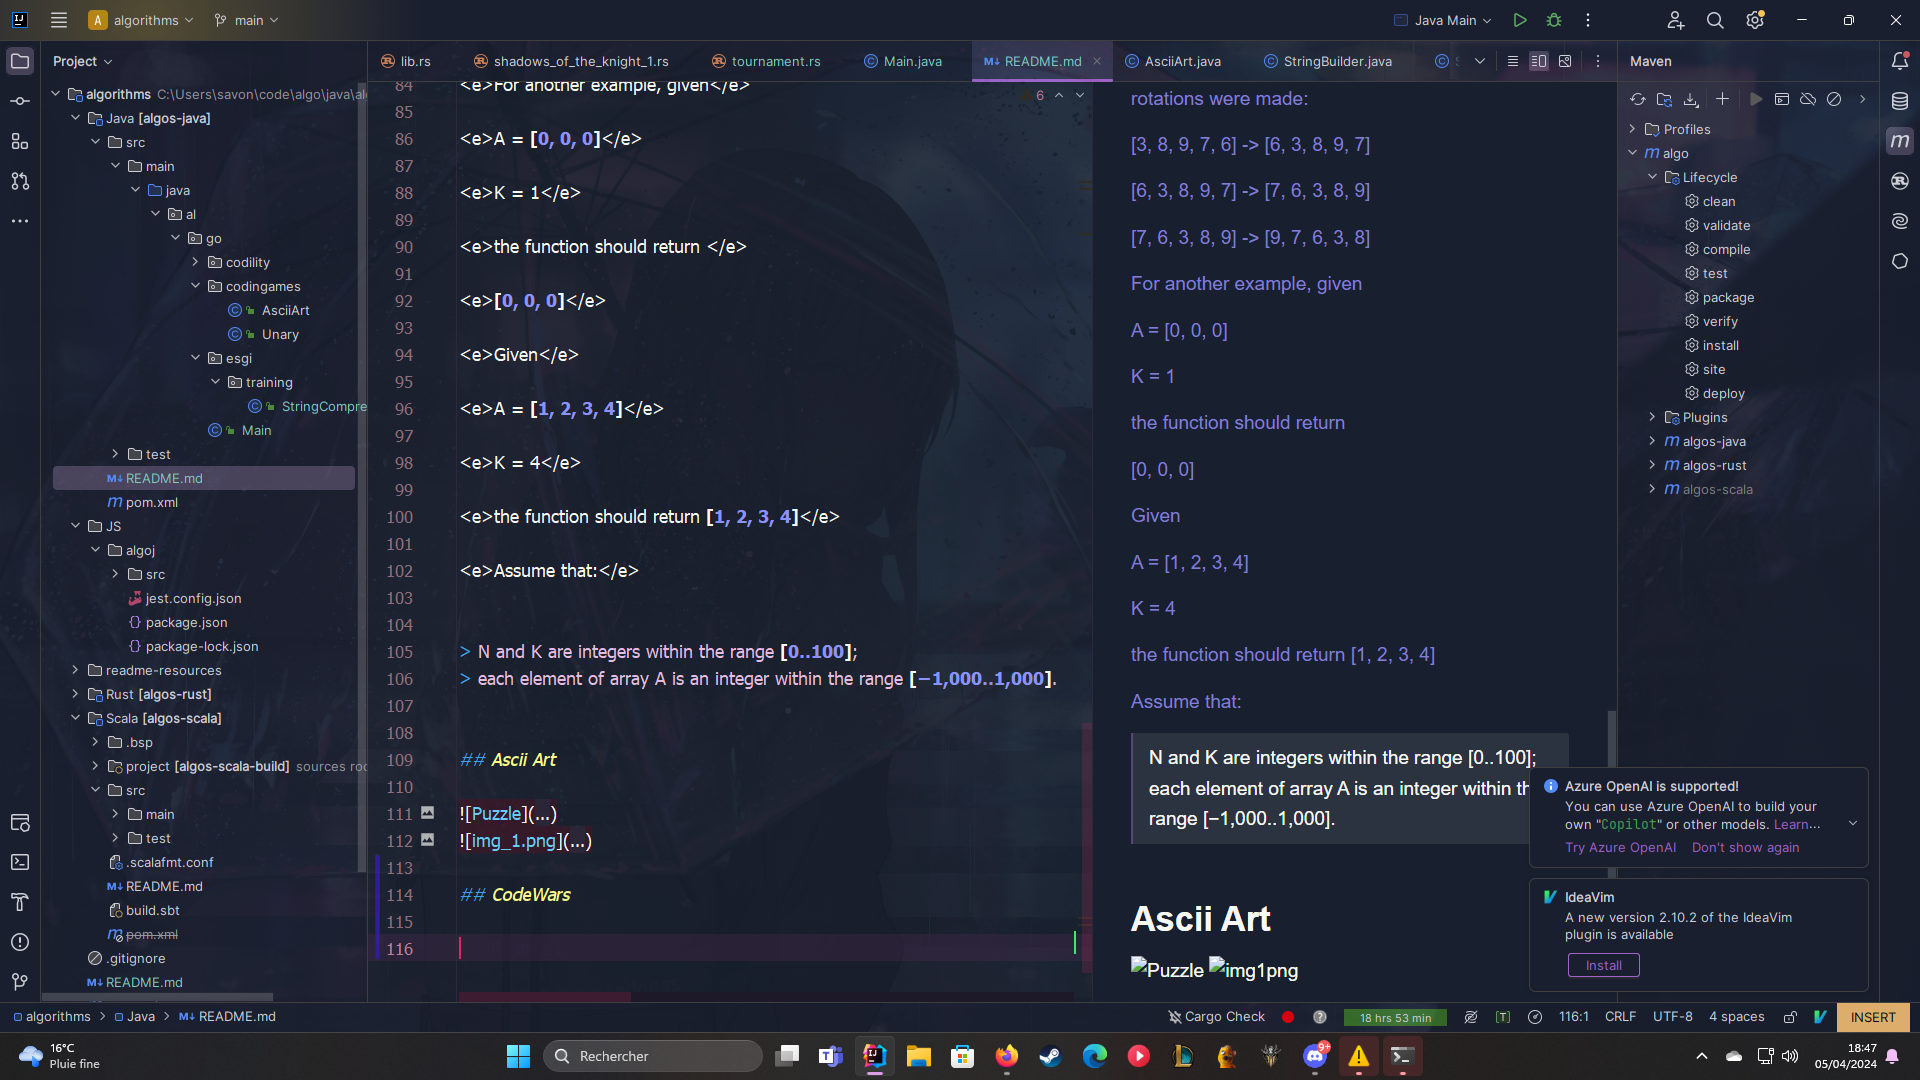 algorithms
main
Java Main
Project
lib.rs
shadows_of_the_knight_1.rs
tournament.rs
Main.java
README.md
AsciiArt.java
StringBuilder.java
Maven
algorithms C:\Users\savon\code\algo\java\al
Java [algos-java]
src
main
java
al
go
codility
codingames
AsciiArt
Unary
esgi
training
StringCompre
Main
test
README.md
pom.xml
JS
algoj
src
jest.config.json
package.json
package-lock.json
readme-resources
Rust [algos-rust]
Scala [algos-scala]
.bsp
project [algos-scala-build] sources roo
src
main
test
.scalafmt.conf
README.md
build.sbt
pom.xml
.gitignore
README.md
6
84 <e>For another example, given</e>
85
86 <e>A = [0, 0, 0]</e>
87
88 <e>K = 1</e>
89
90 <e>the function should return </e>
91
92 <e>[0, 0, 0]</e>
93
94 <e>Given</e>
95
96 <e>A = [1, 2, 3, 4]</e>
97
98 <e>K = 4</e>
99
100 <e>the function should return [1, 2, 3, 4]</e>
101
102 <e>Assume that:</e>
103
104
105 > N and K are integers within the range [0..100];
106 > each element of array A is an integer within the range [−1,000..1,000].
107
108
109 ## Ascii Art
110
111 ![Puzzle](...)
112 ![img_1.png](...)
113
114 ## CodeWars
115
116
rotations were made:
[3, 8, 9, 7, 6] -> [6, 3, 8, 9, 7]
[6, 3, 8, 9, 7] -> [7, 6, 3, 8, 9]
[7, 6, 3, 8, 9] -> [9, 7, 6, 3, 8]
For another example, given
A = [0, 0, 0]
K = 1
the function should return
[0, 0, 0]
Given
A = [1, 2, 3, 4]
K = 4
the function should return [1, 2, 3, 4]
Assume that:
N and K are integers within the range [0..100];
each element of array A is an integer within th
range [−1,000..1,000].
Ascii Art
Puzzle img1png
Profiles
algo
Lifecycle
clean
validate
compile
test
package
verify
install
site
deploy
Plugins
algos-java
algos-rust
algos-scala
Azure OpenAI is supported!
You can use Azure OpenAI to build your
own "Copilot" or other models. Learn...
Try Azure OpenAI Don't show again
IdeaVim
A new version 2.10.2 of the IdeaVim
plugin is available
Install
algorithms > Java > README.md
Cargo Check
18 hrs 53 min
[T]
116:1 CRLF UTF-8 4 spaces
INSERT
16°C
Pluie fine
Rechercher
9+
18:47
05/04/2024